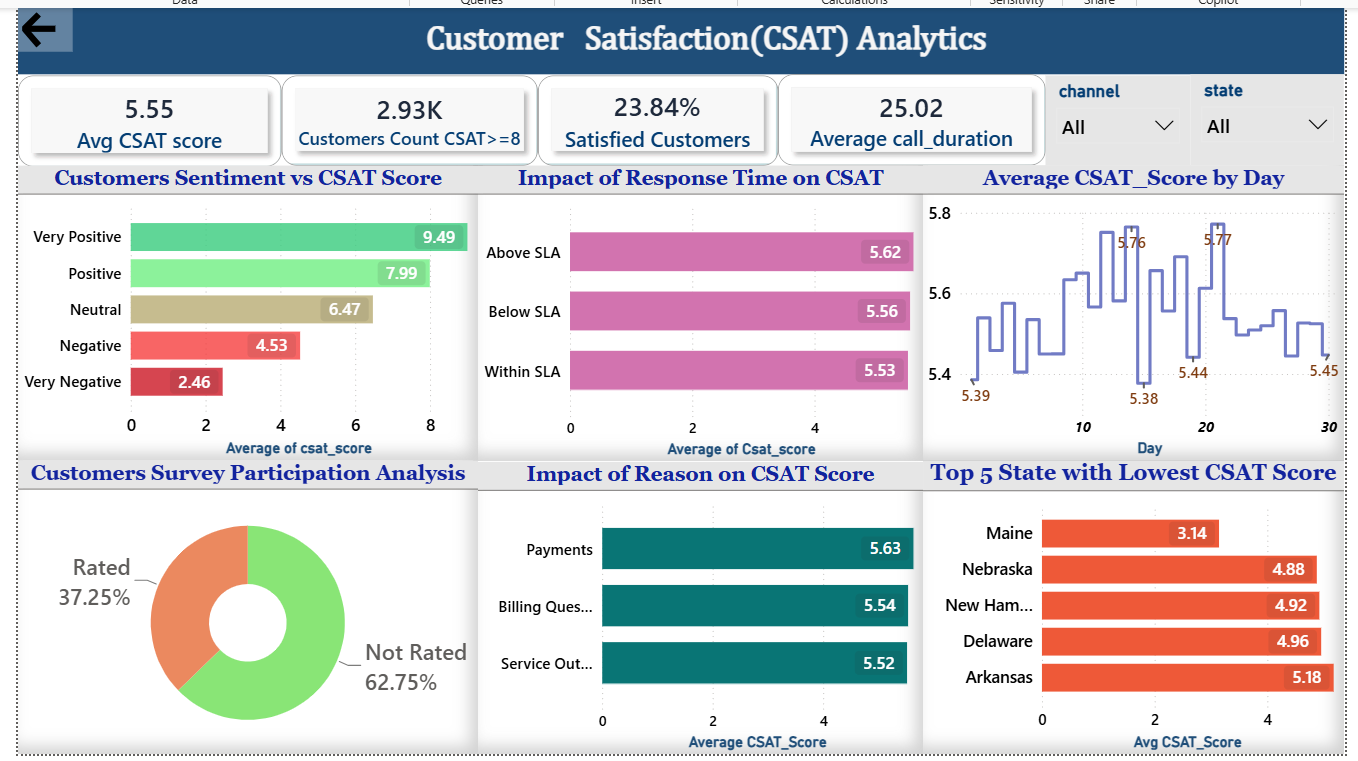 Data Queries Insert Calculations Sensitivity Share Copilot
Customer Satisfaction(CSAT) Analytics
5.55
Avg CSAT score
2.93K
Customers Count CSAT>=8
23.84%
Satisfied Customers
25.02
Average call_duration
channel
All
state
All
Customers Sentiment vs CSAT Score
Very Positive 9.49
Positive 7.99
Neutral 6.47
Negative 4.53
Very Negative 2.46
0 2 4 6 8
Average of csat_score
Impact of Response Time on CSAT
Above SLA 5.62
Below SLA 5.56
Within SLA 5.53
0 2 4
Average of Csat_score
Average CSAT_Score by Day
5.8
5.76 5.77
5.6
5.4
5.39 5.38 5.44 5.45
10 20 30
Day
Customers Survey Participation Analysis
Rated
37.25%
Not Rated
62.75%
Impact of Reason on CSAT Score
Payments 5.63
Billing Ques... 5.54
Service Out... 5.52
0 2 4
Average CSAT_Score
Top 5 State with Lowest CSAT Score
Maine 3.14
Nebraska 4.88
New Ham... 4.92
Delaware 4.96
Arkansas 5.18
0 2 4
Avg CSAT_Score